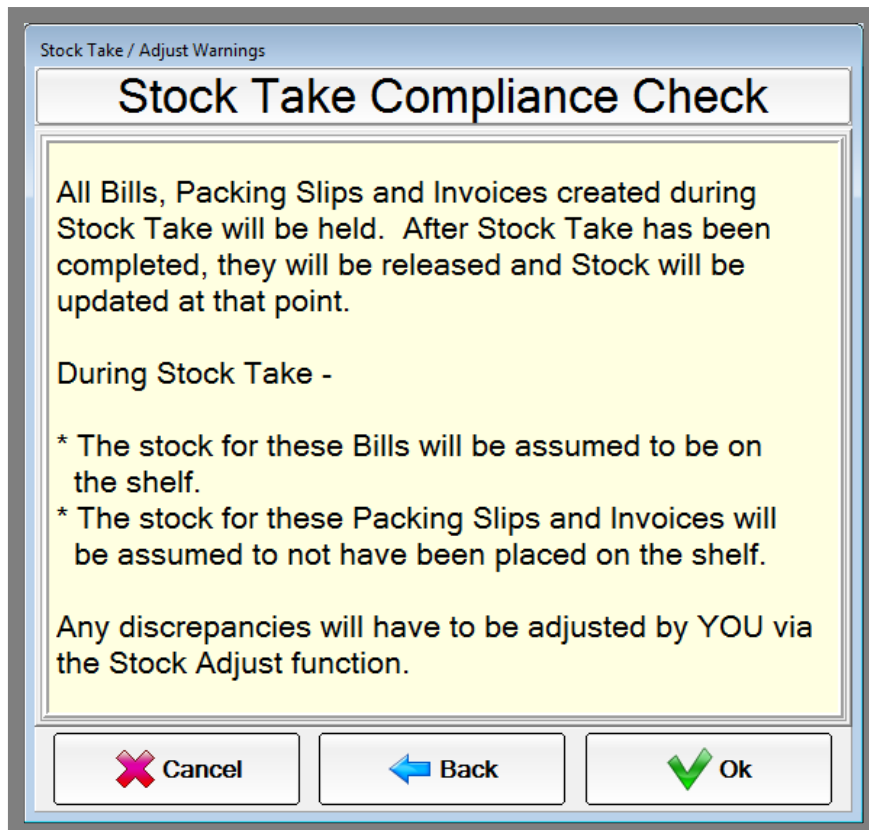 Stock Take / Adjust Warnings
Stock Take Compliance Check
All Bills, Packing Slips and Invoices created during
Stock Take will be held.  After Stock Take has been
completed, they will be released and Stock will be
updated at that point.
During Stock Take -
* The stock for these Bills will be assumed to be on
the shelf.
* The stock for these Packing Slips and Invoices will
be assumed to not have been placed on the shelf.
Any discrepancies will have to be adjusted by YOU via
the Stock Adjust function.
Cancel
Back
Ok